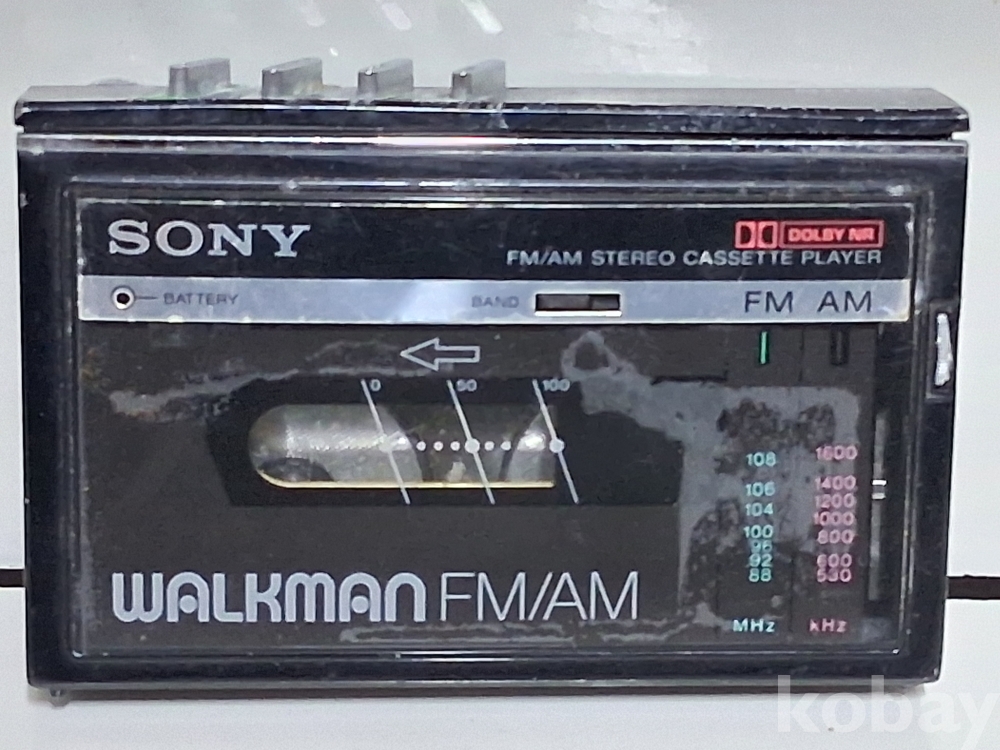 SONY
DOLBY NR
FM/AM STEREO CASSETTE PLAYER
BATTERY
BAND
FM AM
0 50 100
108 1600
106 1400
104 1200
100 1000
96 800
92 600
88 530
WALKMAN FM/AM
MHz kHz
kobay